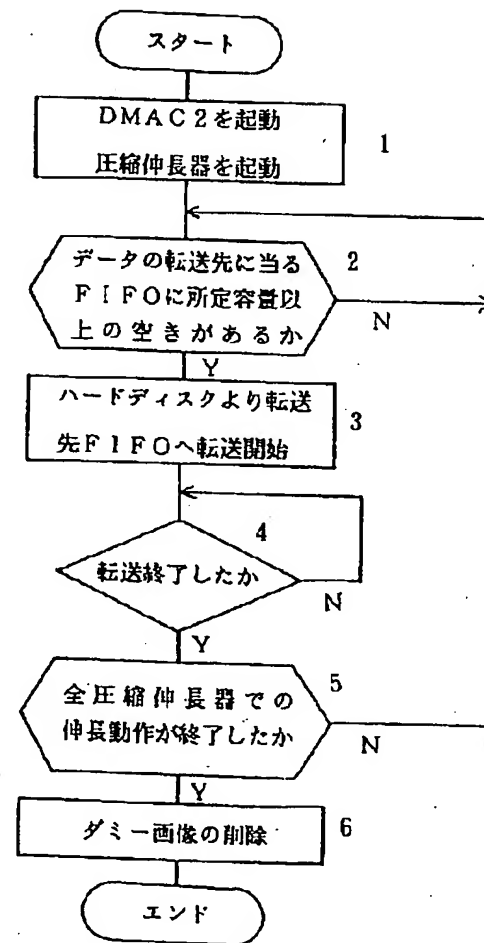 スタート
DMAC2を起動
圧縮伸長器を起動
1
データの転送先に当る
FIFOに所定容量以
上の空きがあるか
2
N
Y
ハードディスクより転送
先FIFOへ転送開始
3
転送終了したか
4
N
Y
全圧縮伸長器での
伸長動作が終了したか
5
N
Y
ダミー画像の削除
6
エンド